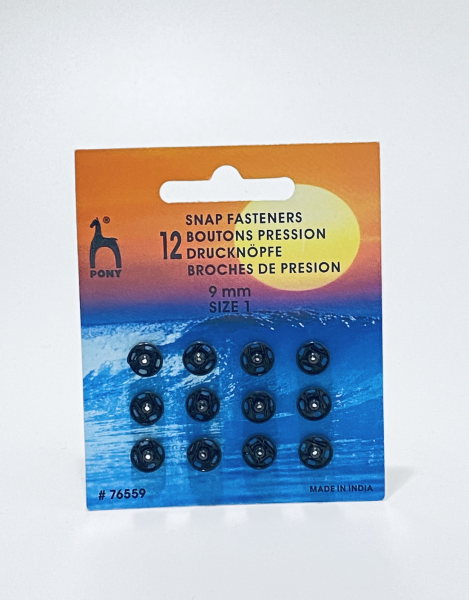 SNAP FASTENERS
12 BOUTONS PRESSION
DRUCKNÖPFE
BROCHES DE PRESION
® PONY
9 mm
SIZE 1
# 76559
MADE IN INDIA